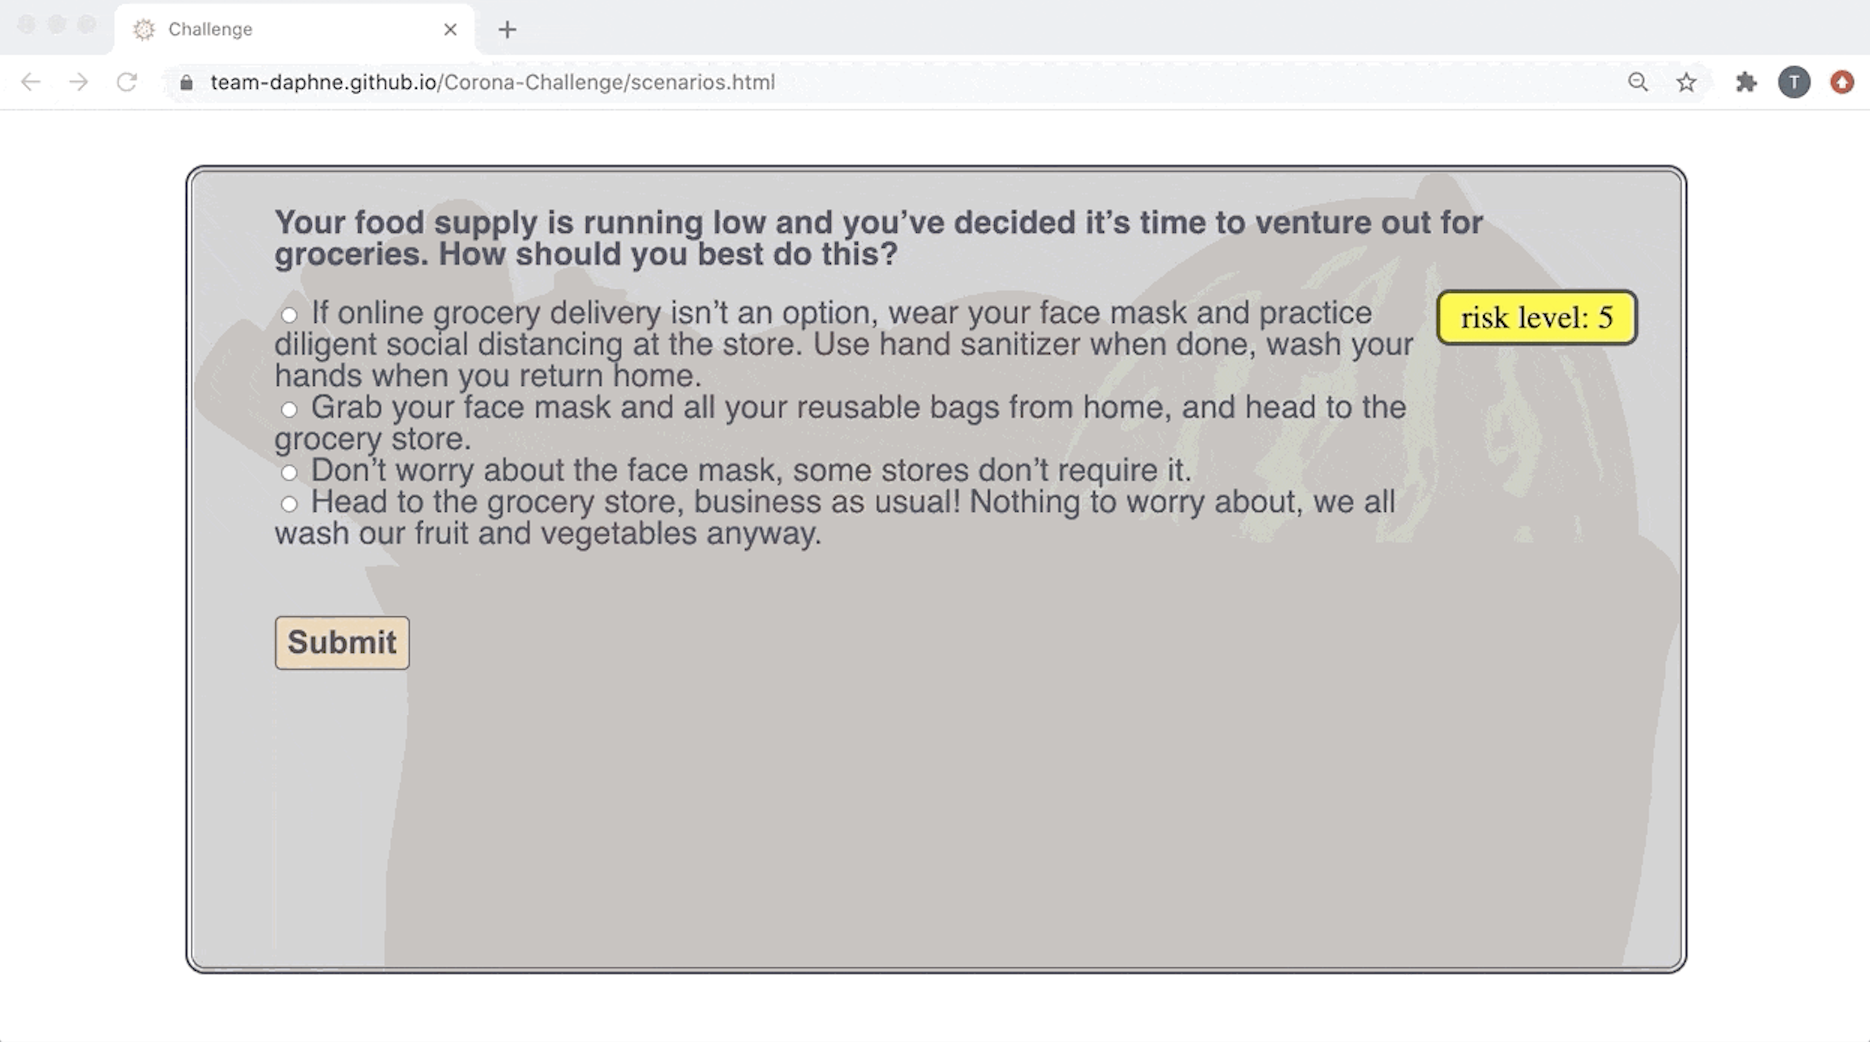 Challenge
team-daphne.github.io/Corona-Challenge/scenarios.html
T
Your food supply is running low and you’ve decided it’s time to venture out for
groceries. How should you best do this?
If online grocery delivery isn’t an option, wear your face mask and practice
risk level: 5
diligent social distancing at the store. Use hand sanitizer when done, wash your
hands when you return home.
Grab your face mask and all your reusable bags from home, and head to the
grocery store.
Don’t worry about the face mask, some stores don’t require it.
Head to the grocery store, business as usual! Nothing to worry about, we all
wash our fruit and vegetables anyway.
Submit